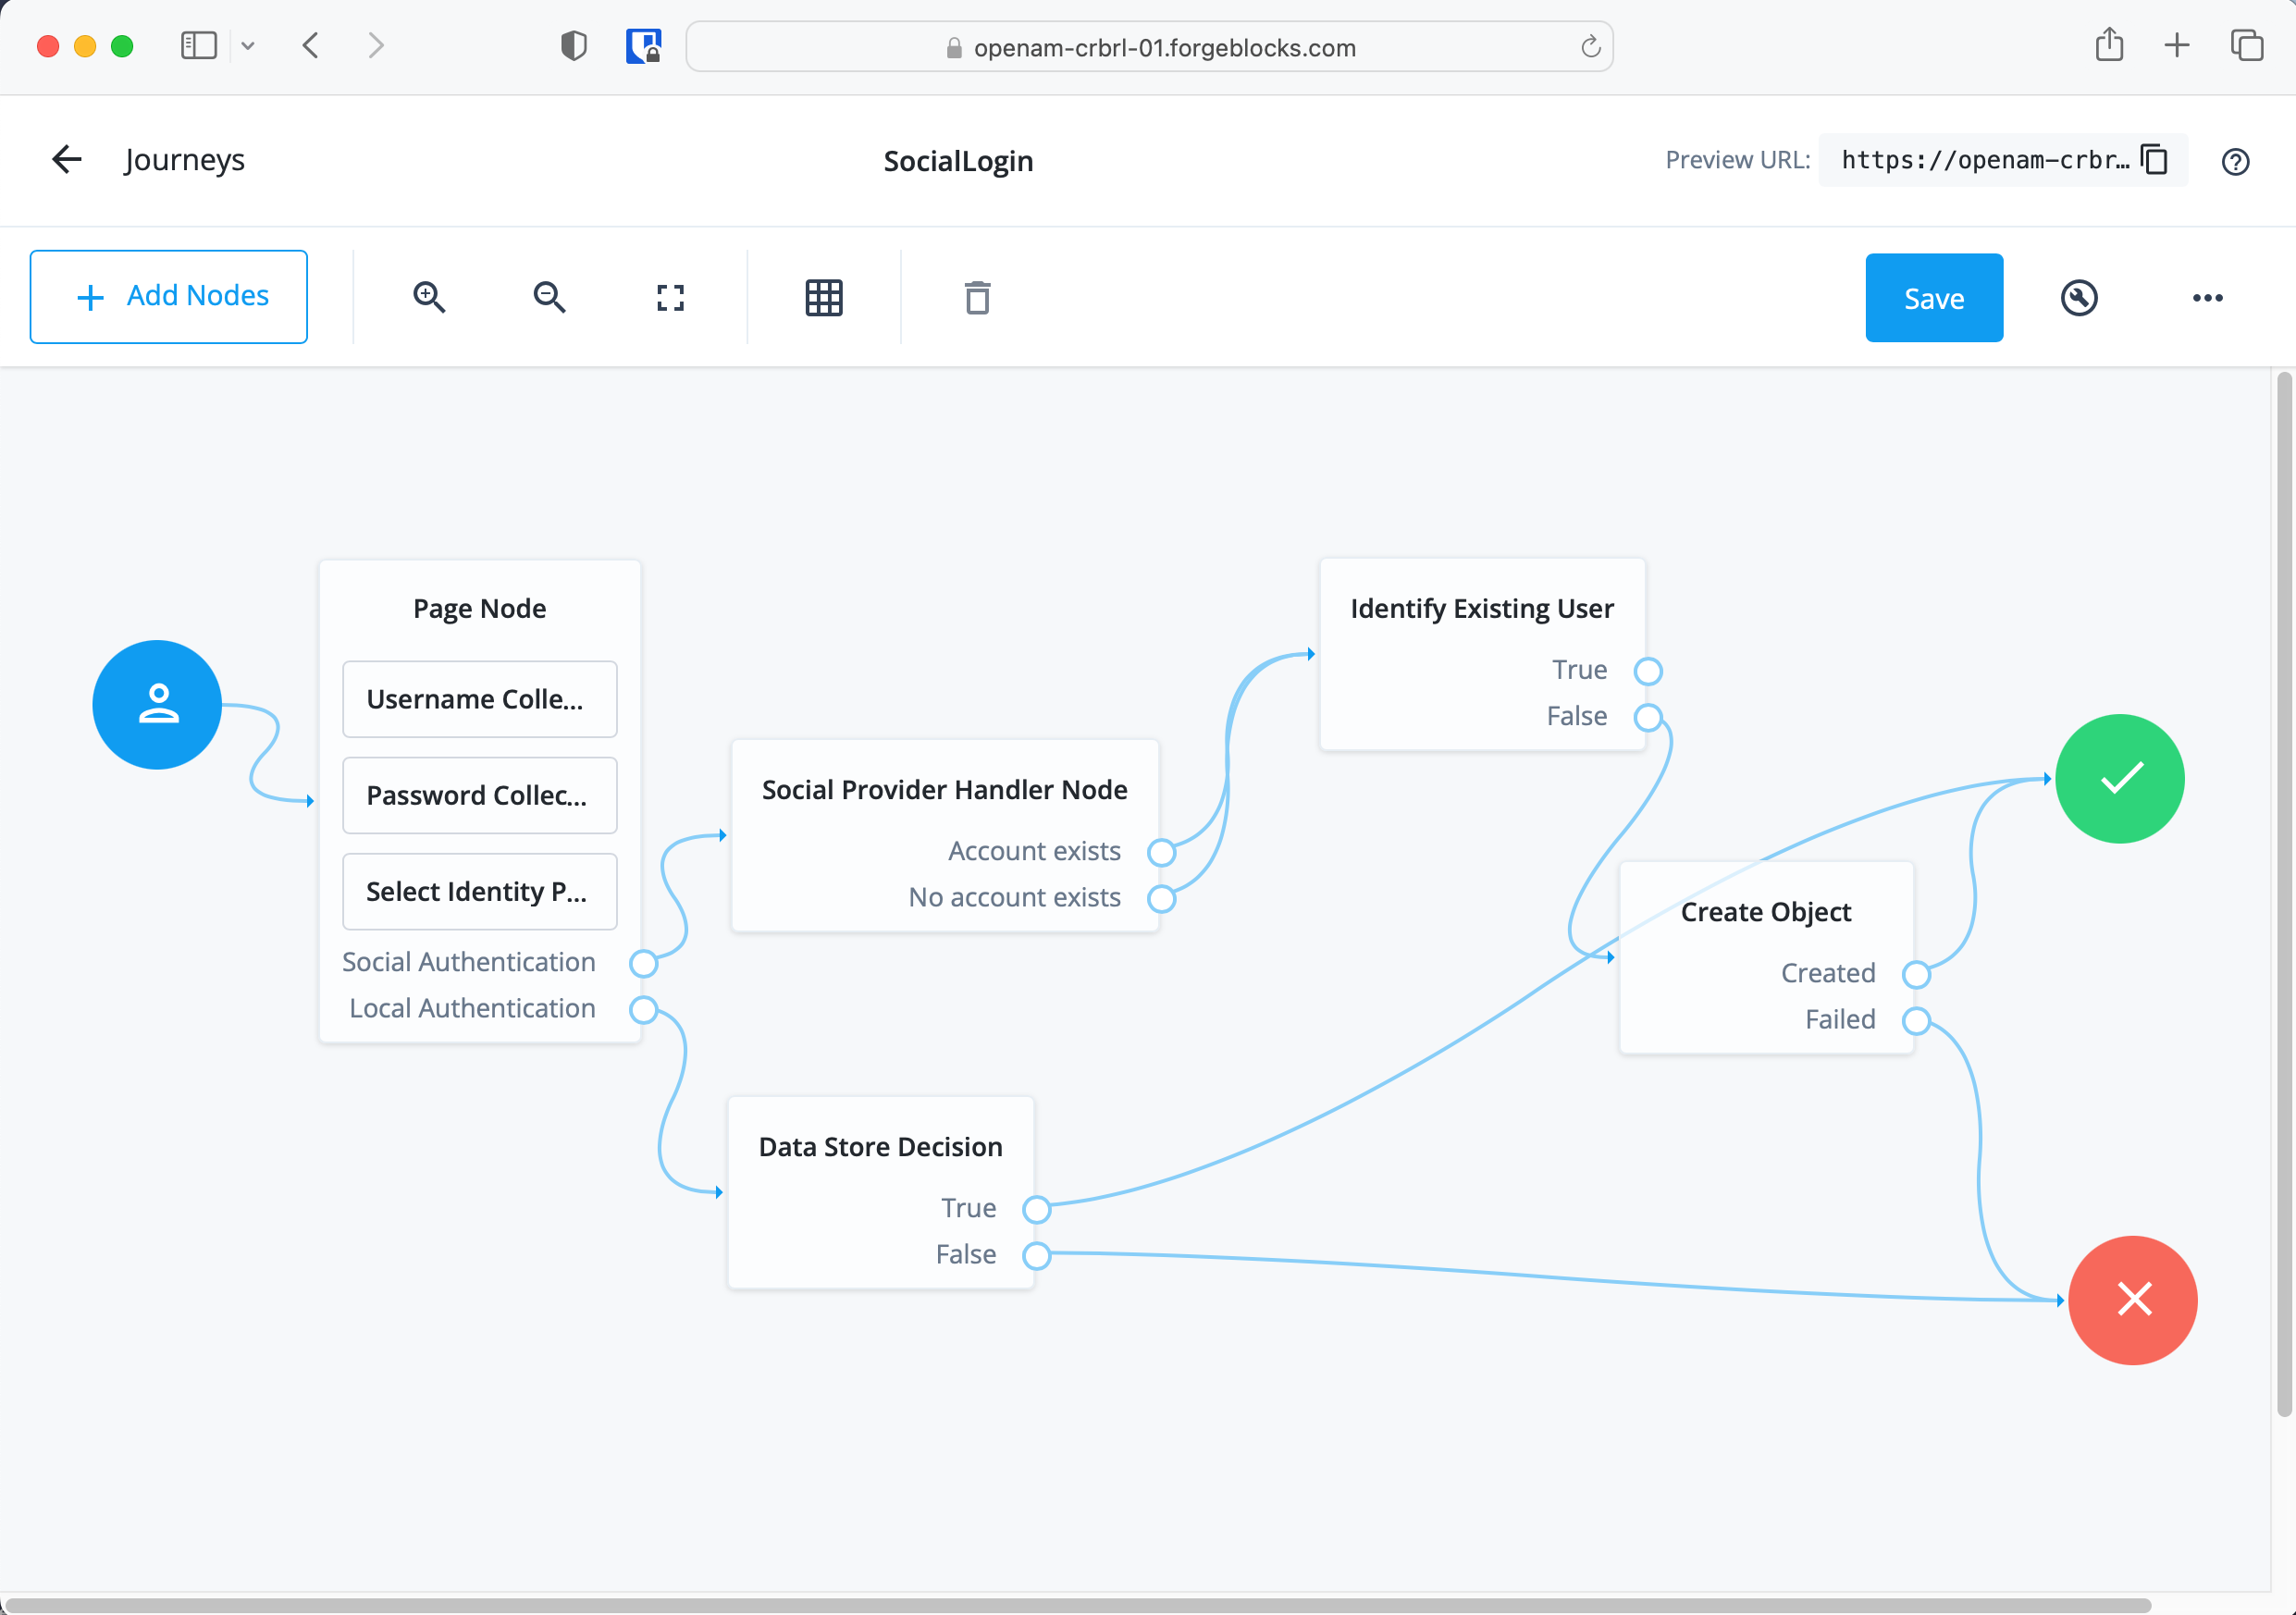 openam-crbrl-01.forgeblocks.com
Journeys
SocialLogin
Preview URL:
https://openam-crbr…
Add Nodes
Save
Page Node
Username Colle...
Password Collec...
Select Identity P...
Social Authentication
Local Authentication
Social Provider Handler Node
Account exists
No account exists
Identify Existing User
True
False
Create Object
Created
Failed
Data Store Decision
True
False